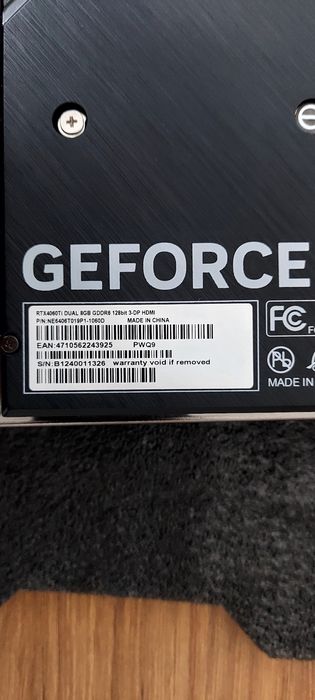 GEFORCE
RTX4060Ti DUAL 8GB GDDR6 128bit 3-DP HDMI
P/N:NE6406T019P1-1060D MADE IN CHINA
EAN:4710562243925 PWQ9
S/N:B1240011326 warranty void if removed
FC
MADE IN